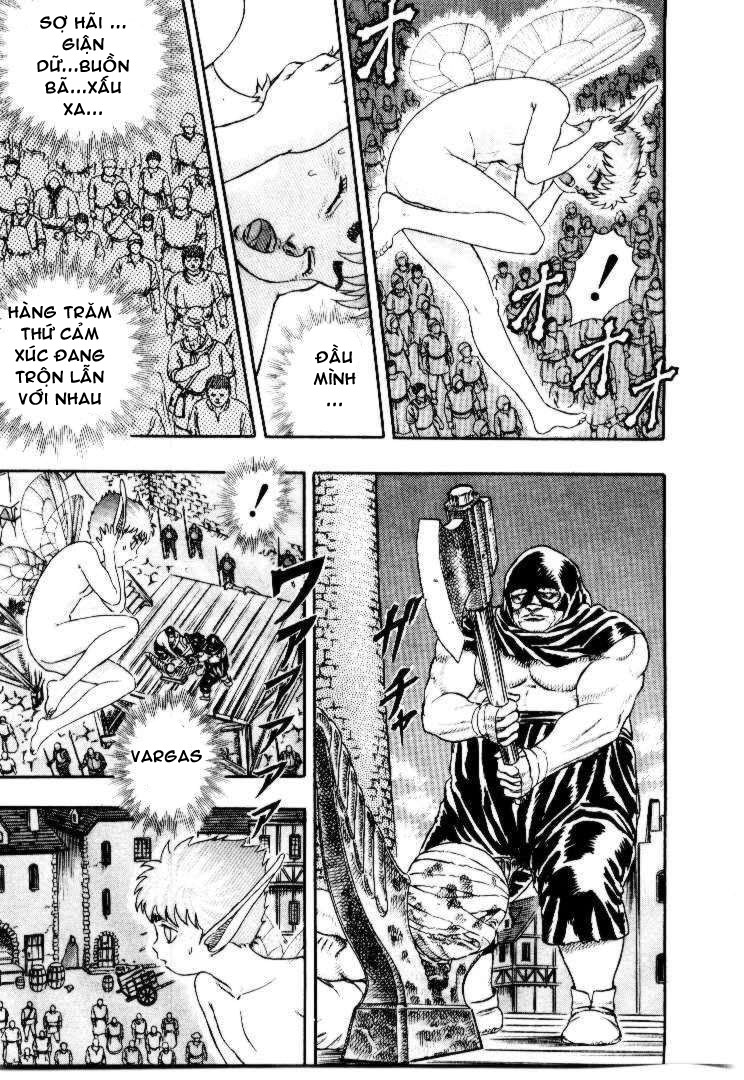 オオ
!
オオ
ĐẦU
MÌNH
...
SỢ HÃI ...
GIẬN
DỮ...BUỒN
BÃ...XẤU
XA...
HÀNG TRĂM
THỨ CẢM
XÚC ĐANG
TRỘN LẪN
VỚI NHAU
ガチャ
!
ワァァァァァ
VARGAS